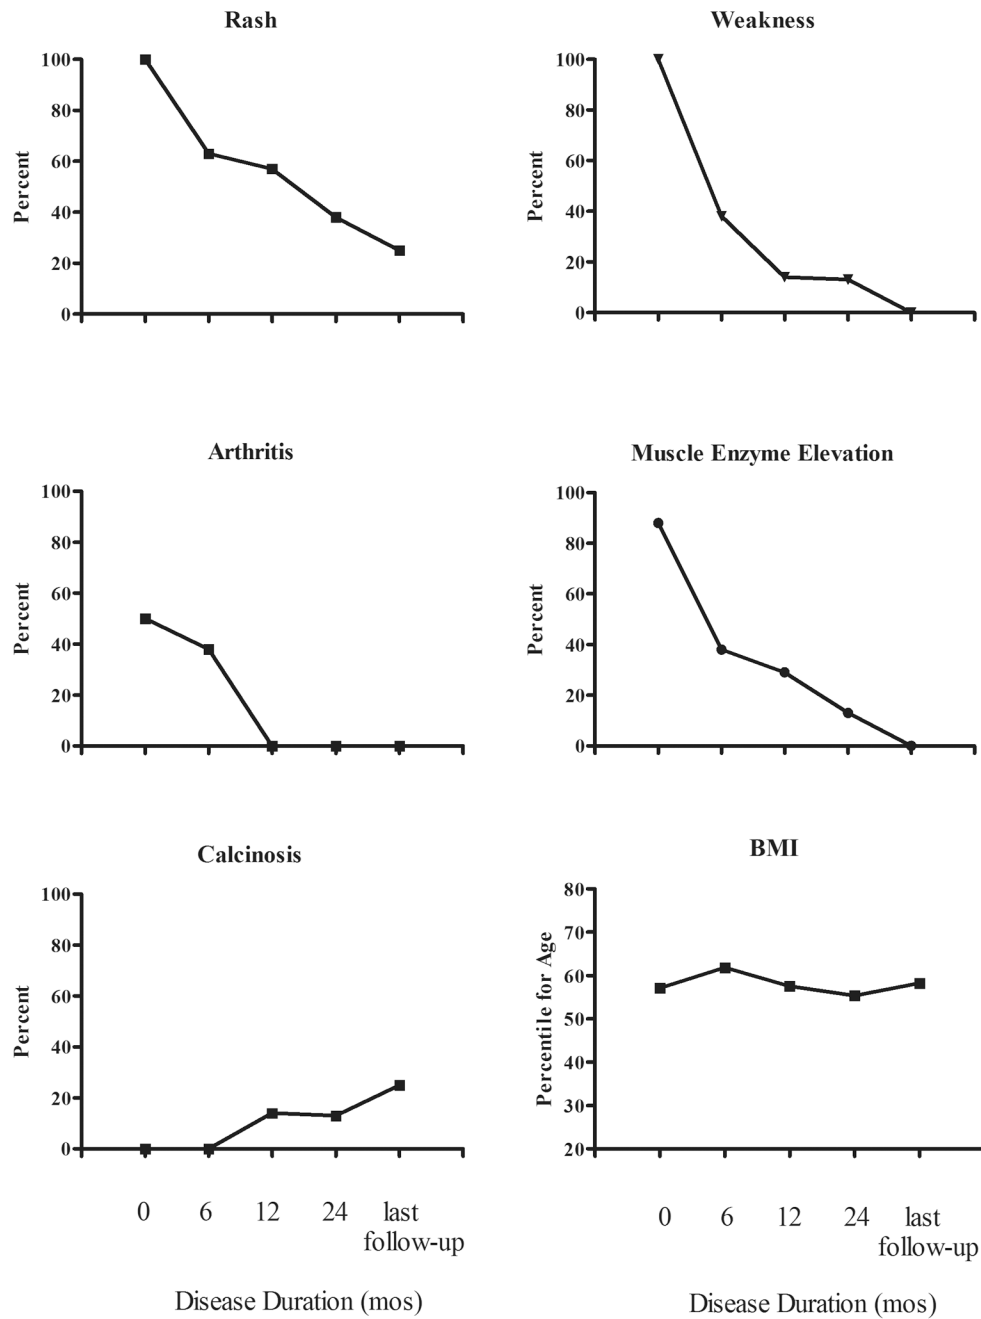 Rash
100
80
60
40
20
0
Percent
Weakness
100
80
60
40
20
0
Percent
Arthritis
100
80
60
40
20
0
Percent
Muscle Enzyme Elevation
100
80
60
40
20
0
Percent
Calcinosis
100
80
60
40
20
0
Percent
0 6 12 24 last
follow-up
Disease Duration (mos)
BMI
80
70
60
50
40
30
20
Percentile for Age
0 6 12 24 last
follow-up
Disease Duration (mos)